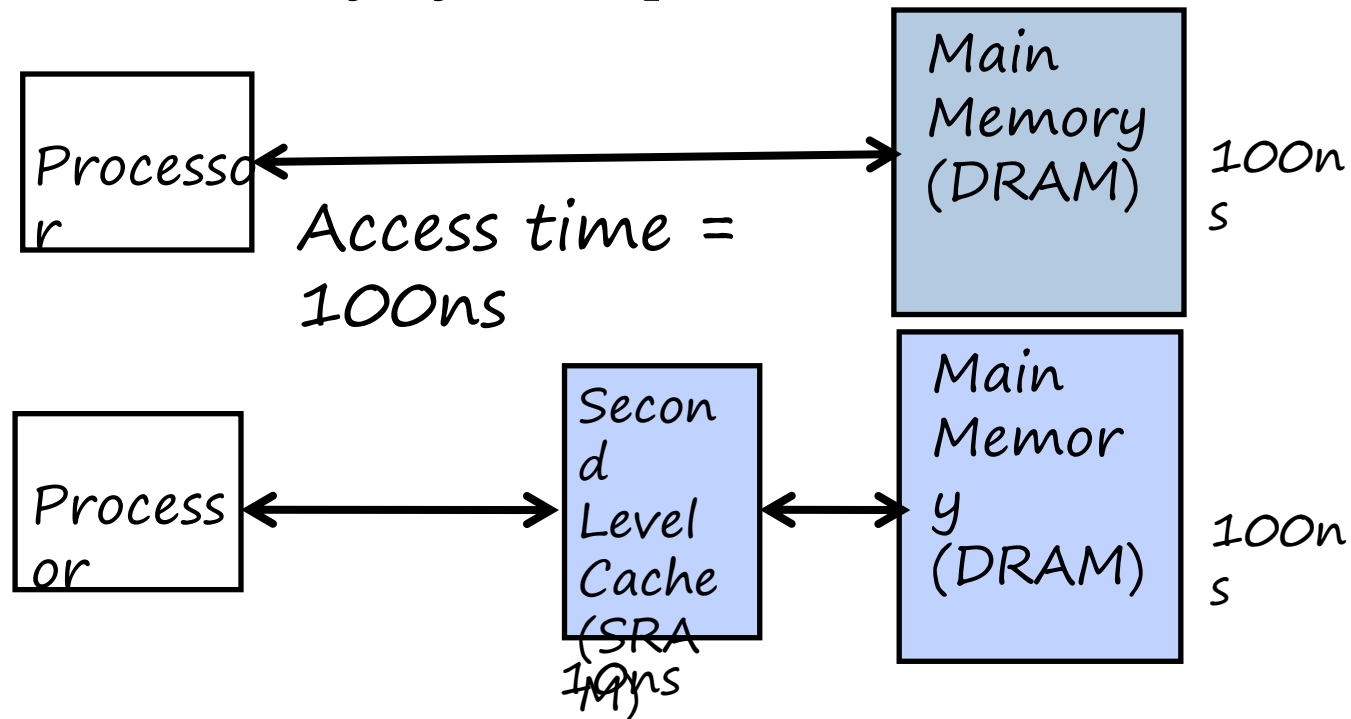 Main
Memory
(DRAM)
Processo
r
100n
s
Access time =
100ns
Main
Memor
y
(DRAM)
Secon
d
Level
Cache
(SRA
M)
10ns
Process
or
100n
s